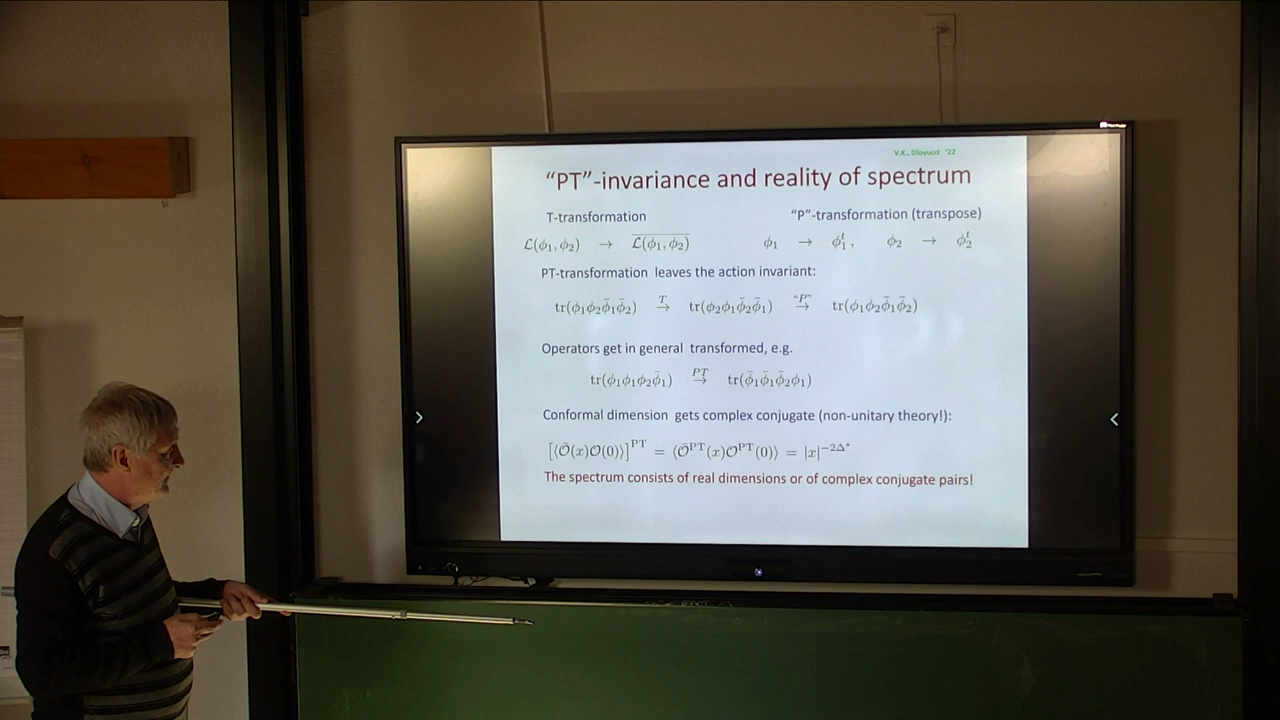 V.K., Olivucci '22
“PT”-invariance and reality of spectrum
T-transformation “P”-transformation (transpose)
ℒ(ϕ₁,ϕ₂) → \overline{ℒ(ϕ₁,ϕ₂)} ϕ₁ → ϕ₁ᵗ, ϕ₂ → ϕ₂ᵗ
PT-transformation leaves the action invariant:
tr(ϕ₁ϕ₂ϕ̄₁ϕ̄₂) →^T tr(ϕ₂ϕ₁ϕ̄₂ϕ̄₁) →^{“P”} tr(ϕ₁ϕ₂ϕ̄₁ϕ̄₂)
Operators get in general transformed, e.g.
tr(ϕ₁ϕ₁ϕ₂ϕ̄₁) →^{PT} tr(ϕ̄₁ϕ̄₁ϕ̄₂ϕ₁)
Conformal dimension gets complex conjugate (non-unitary theory!):
[⟨Ō(x)O(0)⟩]^{PT} = ⟨Ō^{PT}(x)O^{PT}(0)⟩ = |x|^{−2Δ*}
The spectrum consists of real dimensions or of complex conjugate pairs!